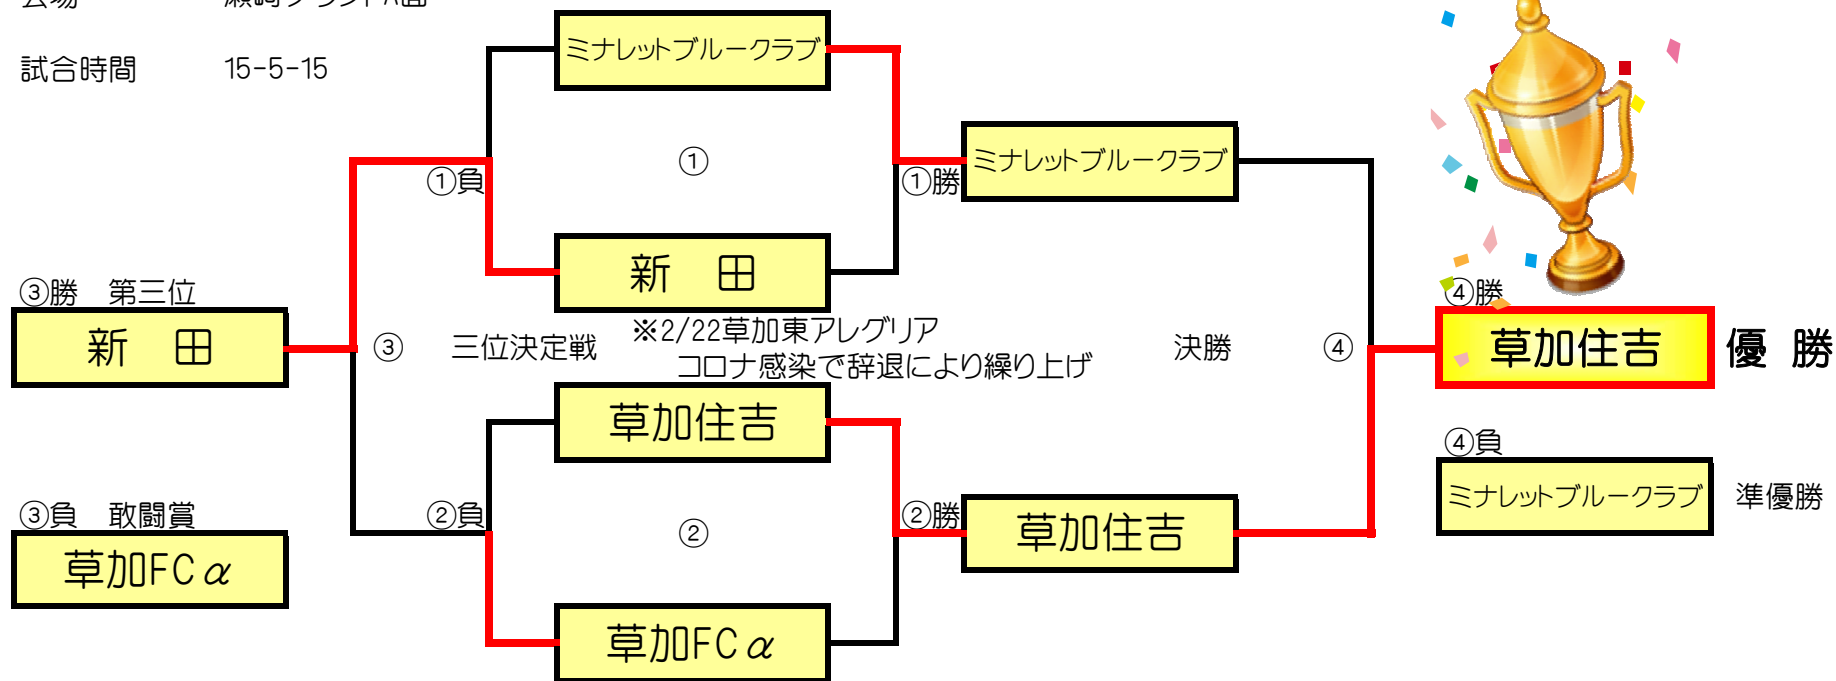 試合時間 15-5-15
ミナレットブルークラブ
①
①負
①勝
ミナレットブルークラブ
新 田
③勝 第三位
新 田
③ 三位決定戦
※2/22草加東アレグリア
コロナ感染で辞退により繰り上げ
決勝 ④
④勝
草加住吉 優 勝
草加住吉
④負
ミナレットブルークラブ 準優勝
③負 敢闘賞
草加FCα
②負
②
②勝
草加住吉
草加FCα